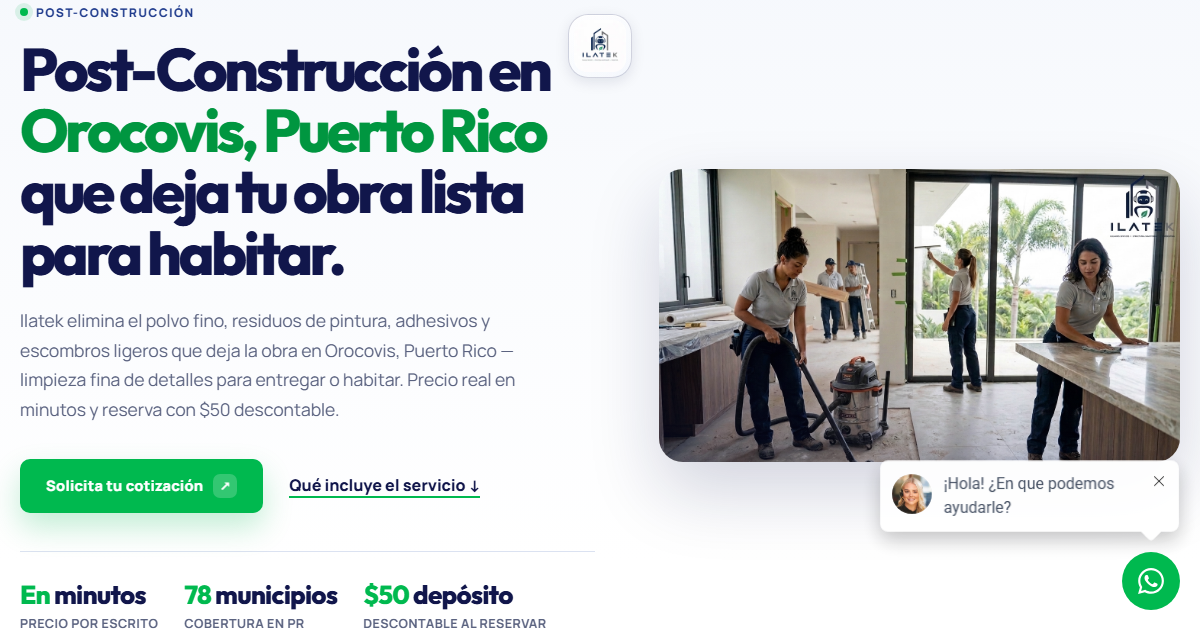 POST-CONSTRUCCIÓN
ILATEK
Post-Construcción en
Orocovis, Puerto Rico
que deja tu obra lista
para habitar.
ILATEK
Ilatek elimina el polvo fino, residuos de pintura, adhesivos y
escombros ligeros que deja la obra en Orocovis, Puerto Rico —
limpieza fina de detalles para entregar o habitar. Precio real en
minutos y reserva con $50 descontable.
Solicita tu cotización ↗
Qué incluye el servicio ↓
¡Hola! ¿En que podemos
ayudarle?
En minutos
PRECIO POR ESCRITO
78 municipios
COBERTURA EN PR
$50 depósito
DESCONTABLE AL RESERVAR